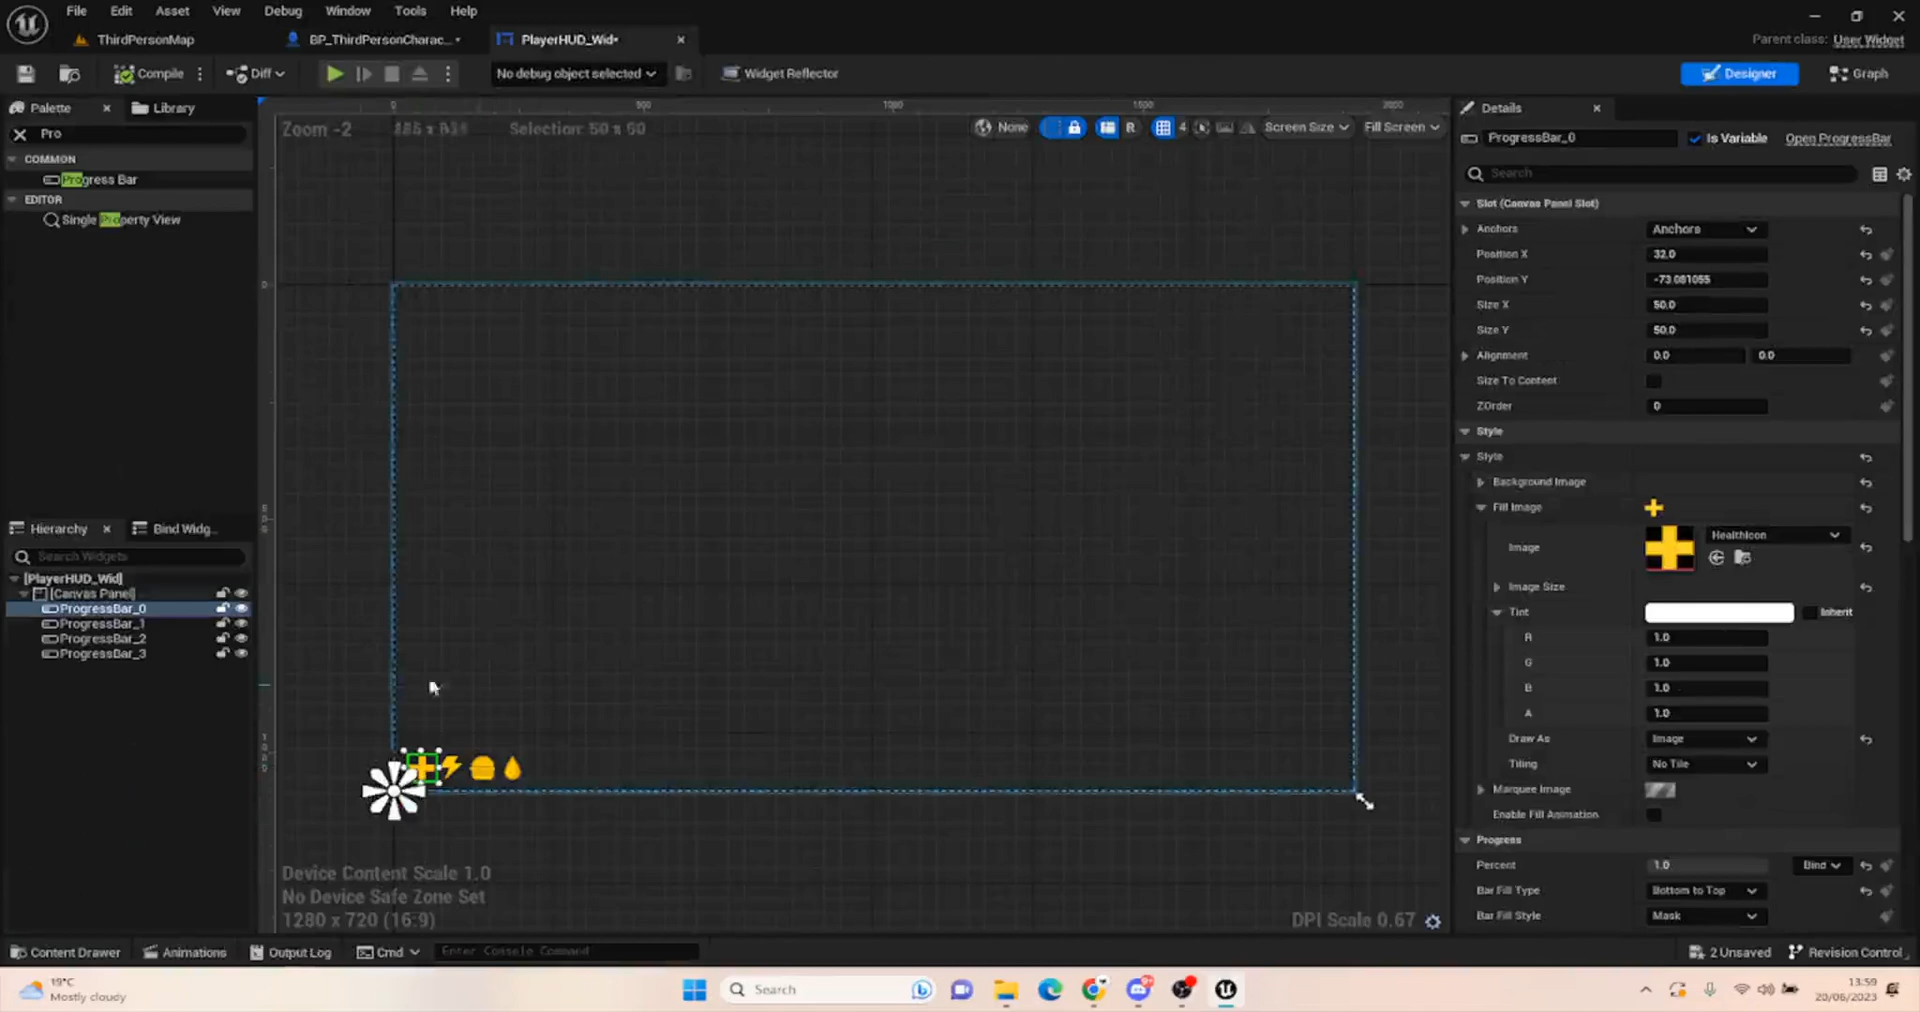 File Edit Asset View Debug Window Tools Help
ThirdPersonMap
BP_ThirdPersonCharac...
PlayerHUD_Wid•
Parent class: User Widget
Compile
Diff
No debug object selected
Widget Reflector
Designer
Graph
Palette
Library
Pro
COMMON
Progress Bar
EDITOR
Single Property View
Hierarchy
Bind Widg...
Search Widgets
[PlayerHUD_Wid]
[Canvas Panel]
ProgressBar_0
ProgressBar_1
ProgressBar_2
ProgressBar_3
0 500 1000 1500 2000
Zoom -2
Selection: 50 x 50
None
R
4
Screen Size
Fill Screen
Device Content Scale 1.0
No Device Safe Zone Set
1280 x 720 (16:9)
DPI Scale 0.67
Details
ProgressBar_0
Is Variable
Open ProgressBar
Search
Slot (Canvas Panel Slot)
Anchors Anchors
Position X 32.0
Position Y -73.081055
Size X 50.0
Size Y 50.0
Alignment 0.0 0.0
Size To Content
ZOrder 0
Style
Style
Background Image
Fill Image
Image HealthIcon
Image Size
Tint Inherit
R 1.0
G 1.0
B 1.0
A 1.0
Draw As Image
Tiling No Tile
Marquee Image
Enable Fill Animation
Progress
Percent 1.0 Bind
Bar Fill Type Bottom to Top
Bar Fill Style Mask
Content Drawer
Animations
Output Log
Cmd
Enter Console Command
2 Unsaved
Revision Control
19°C
Mostly cloudy
Search
13:59
20/06/2023